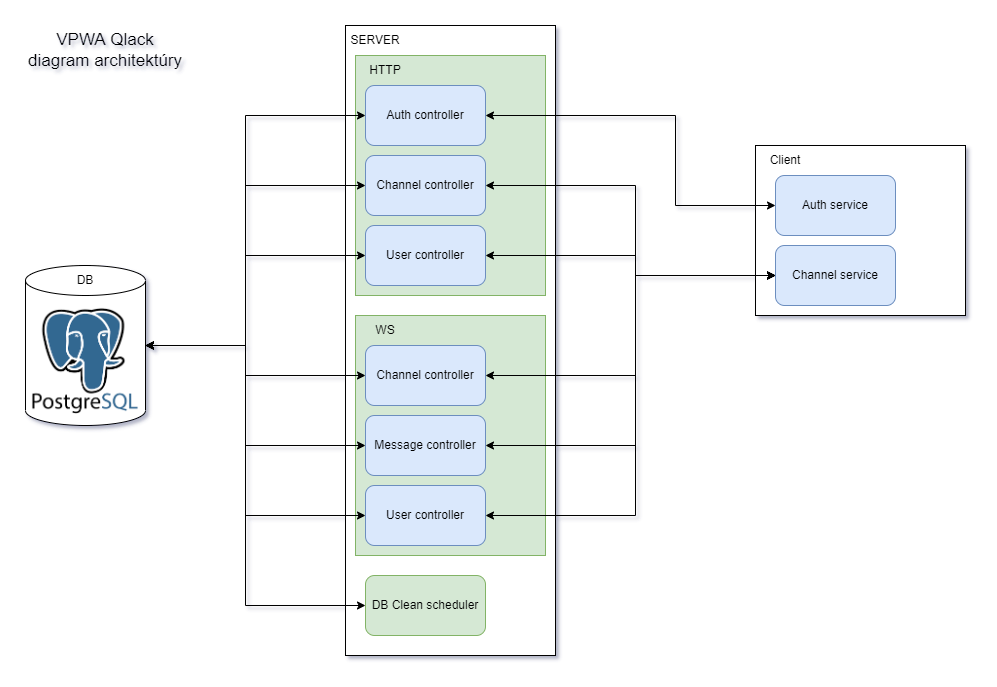 VPWA Qlack
diagram architektúry
SERVER
HTTP
Auth controller
Channel controller
User controller
WS
Channel controller
Message controller
User controller
DB Clean scheduler
DB
PostgreSQL
Client
Auth service
Channel service